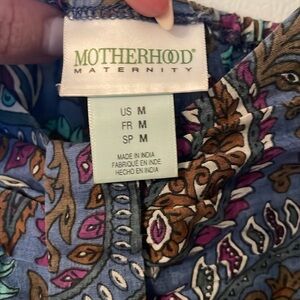 MOTHERHOOD
MATERNITY
US M
FR M
SP M
MADE IN INDIA
FABRIQUÉ EN INDE
HECHO EN INDIA